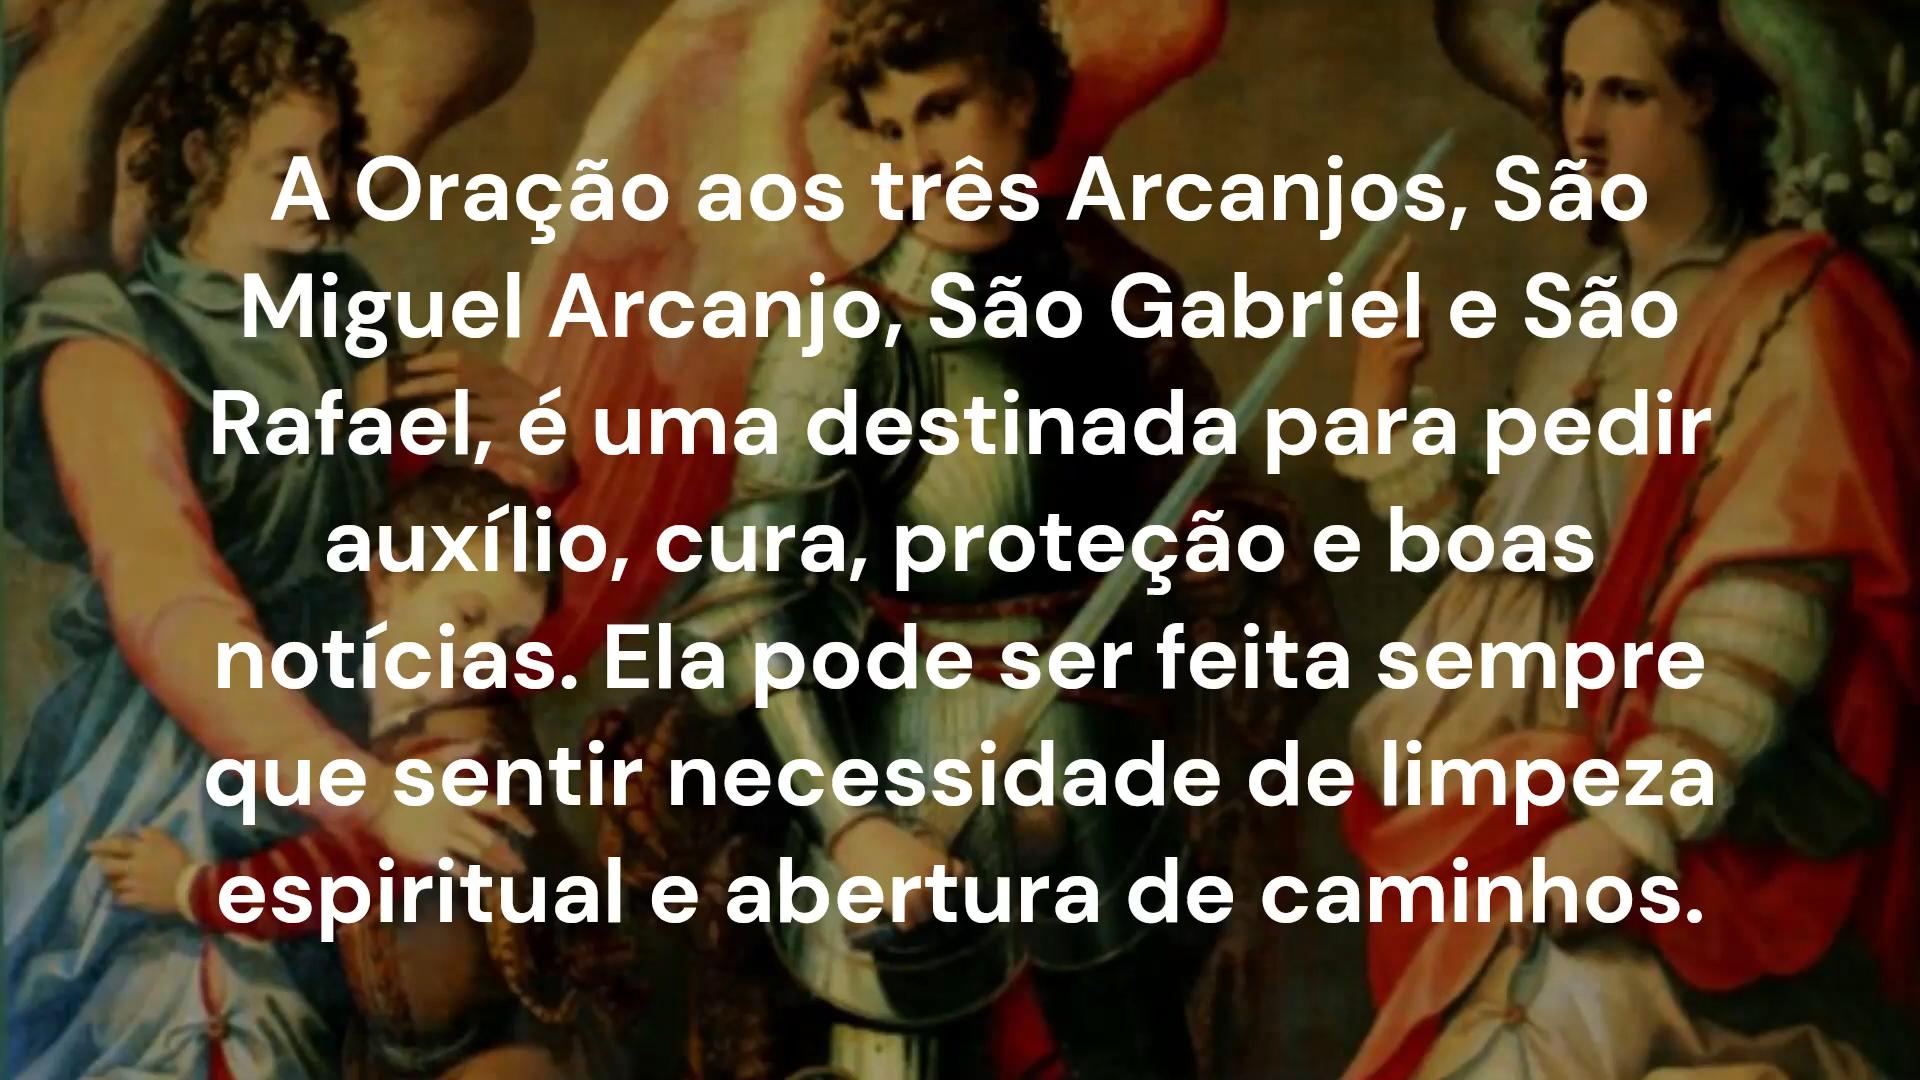 A Oração aos três Arcanjos, São
Miguel Arcanjo, São Gabriel e São
Rafael, é uma destinada para pedir
auxílio, cura, proteção e boas
notícias. Ela pode ser feita sempre
que sentir necessidade de limpeza
espiritual e abertura de caminhos.